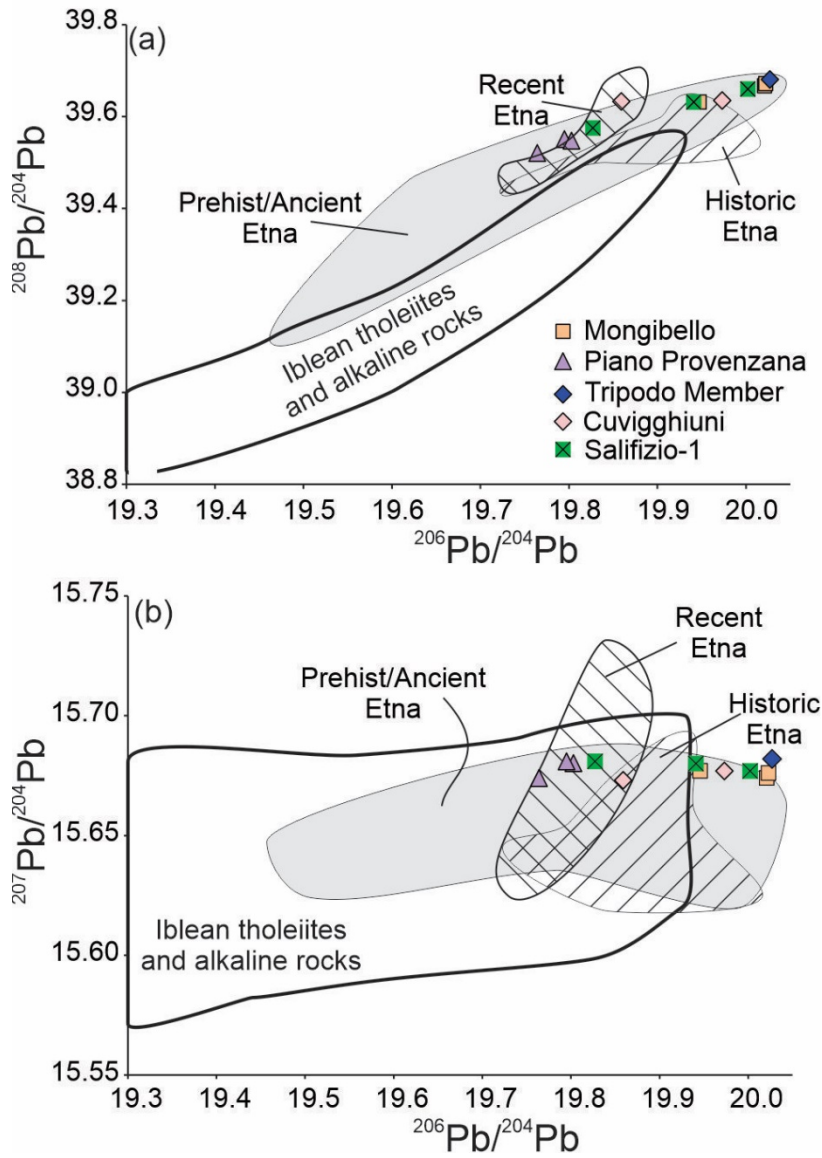 (a)
39.8
39.6
39.4
39.2
39.0
38.8
208Pb/204Pb
Recent
Etna
Prehist/Ancient
Etna
Historic
Etna
Iblean tholeiites
and alkaline rocks
Mongibello
Piano Provenzana
Tripodo Member
Cuvigghiuni
Salifizio-1
19.3 19.4 19.5 19.6 19.7 19.8 19.9 20.0
206Pb/204Pb
(b)
15.75
15.70
15.65
15.60
15.55
207Pb/204Pb
Recent
Etna
Prehist/Ancient
Etna
Historic
Etna
Iblean tholeiites
and alkaline rocks
19.3 19.4 19.5 19.6 19.7 19.8 19.9 20.0
206Pb/204Pb